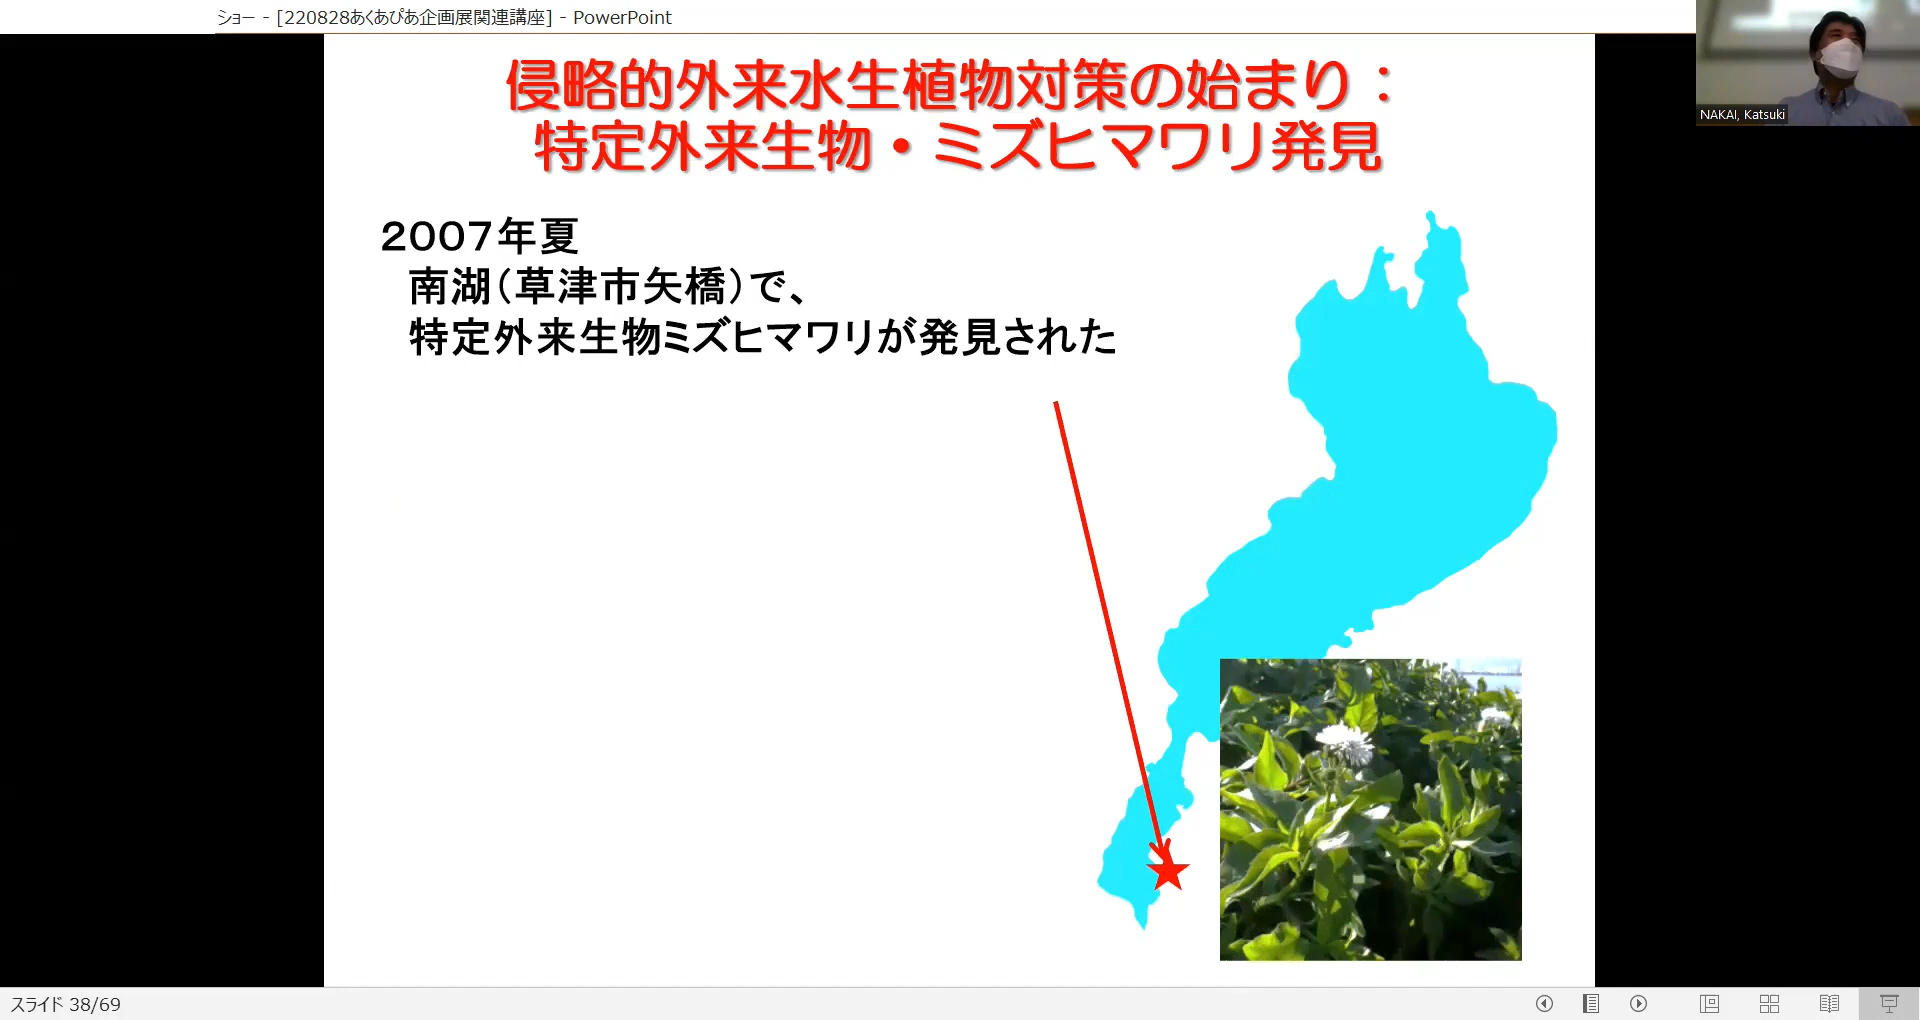 ショー - [220828あくあぴあ企画展関連講座] - PowerPoint
NAKAI, Katsuki
侵略的外来水生植物対策の始まり：
特定外来生物・ミズヒマワリ発見
２００７年夏
南湖（草津市矢橋）で、
特定外来生物ミズヒマワリが発見された
スライド 38/69